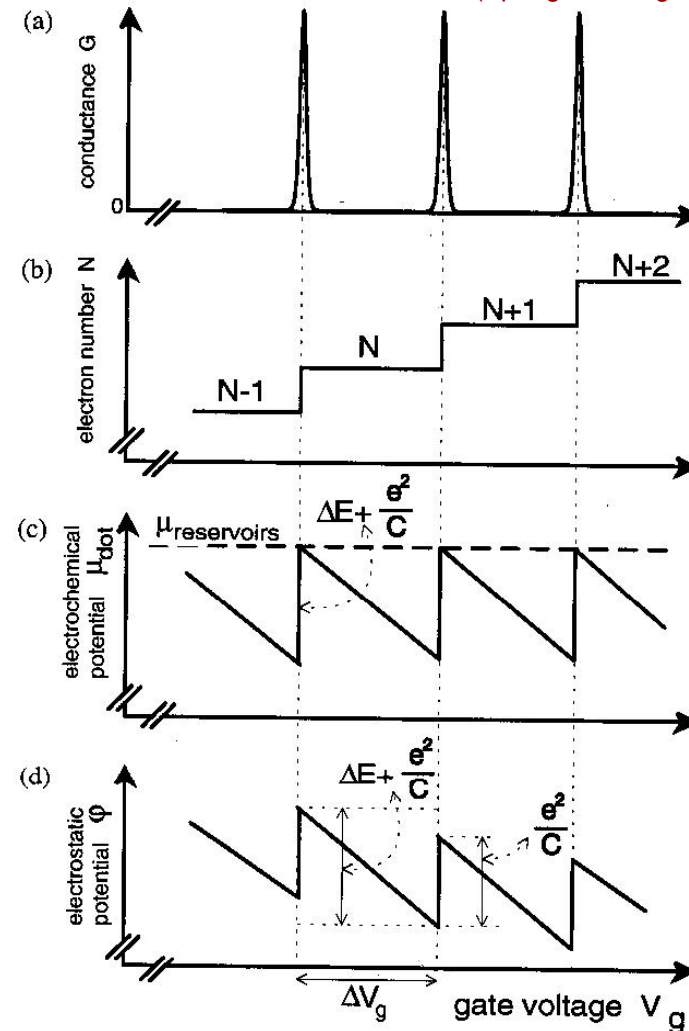 (a)
conductance G
0
(b)
electron number N
N-1
N
N+1
N+2
(c)
electrochemical
potential μdot
μreservoirs
ΔE+ e²/C
(d)
electrostatic
potential φ
ΔE+ e²/C
e²/C
ΔVg
gate voltage Vg